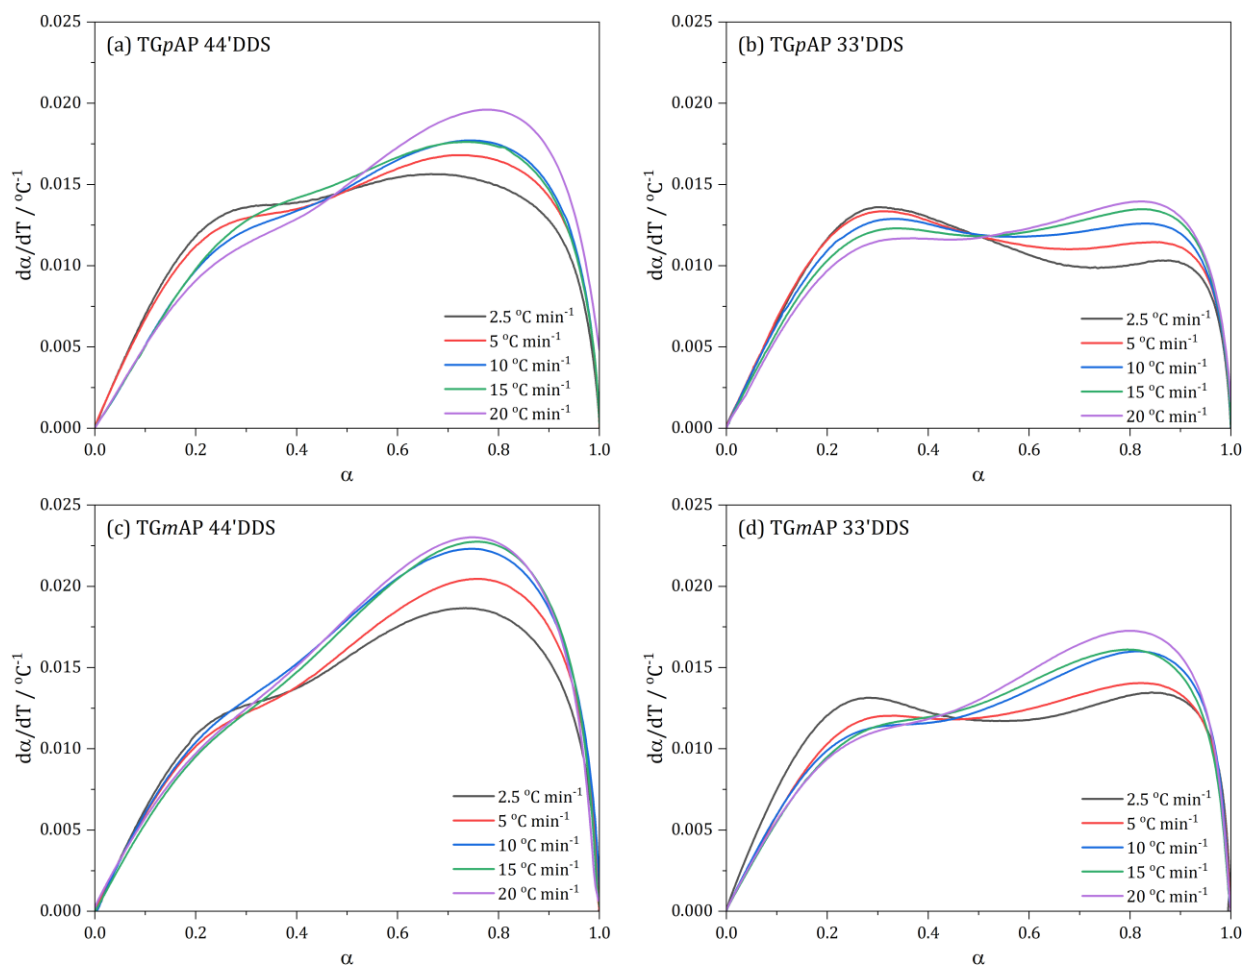 (a) TGpAP 44'DDS
0.025
0.020
0.015
0.010
0.005
0.000
dα/dT / °C⁻¹
2.5 °C min⁻¹
5 °C min⁻¹
10 °C min⁻¹
15 °C min⁻¹
20 °C min⁻¹
0.0 0.2 0.4 0.6 0.8 1.0
α
(b) TGpAP 33'DDS
0.025
0.020
0.015
0.010
0.005
0.000
dα/dT / °C⁻¹
2.5 °C min⁻¹
5 °C min⁻¹
10 °C min⁻¹
15 °C min⁻¹
20 °C min⁻¹
0.0 0.2 0.4 0.6 0.8 1.0
α
(c) TGmAP 44'DDS
0.025
0.020
0.015
0.010
0.005
0.000
dα/dT / °C⁻¹
2.5 °C min⁻¹
5 °C min⁻¹
10 °C min⁻¹
15 °C min⁻¹
20 °C min⁻¹
0.0 0.2 0.4 0.6 0.8 1.0
α
(d) TGmAP 33'DDS
0.025
0.020
0.015
0.010
0.005
0.000
dα/dT / °C⁻¹
2.5 °C min⁻¹
5 °C min⁻¹
10 °C min⁻¹
15 °C min⁻¹
20 °C min⁻¹
0.0 0.2 0.4 0.6 0.8 1.0
α